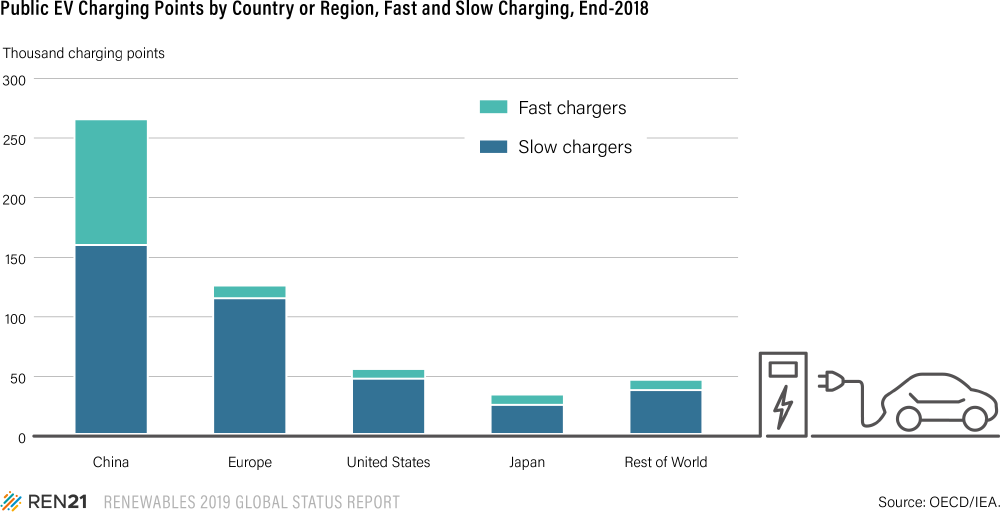 Public EV Charging Points by Country or Region, Fast and Slow Charging, End-2018
Thousand charging points
300
Fast chargers
250
Slow chargers
200
150
100
50
0
China
Europe
United States
Japan
Rest of World
REN21
RENEWABLES 2019 GLOBAL STATUS REPORT
Source: OECD/IEA.